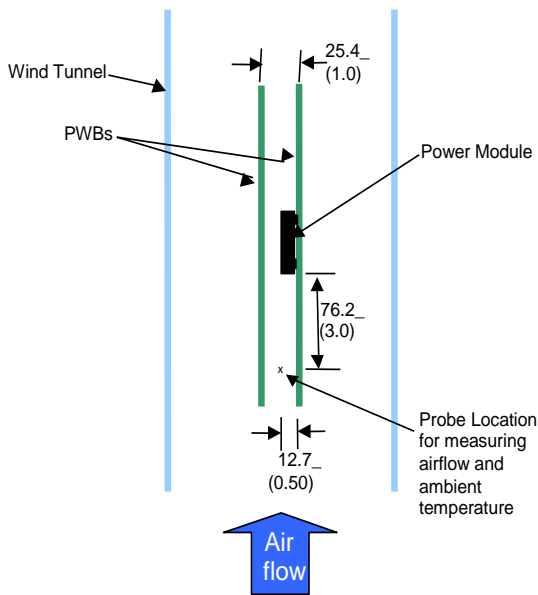 25.4_
(1.0)
Wind Tunnel
PWBs
Power Module
76.2_
(3.0)
x
Probe Location
for measuring
airflow and
ambient
temperature
12.7_
(0.50)
Air
flow